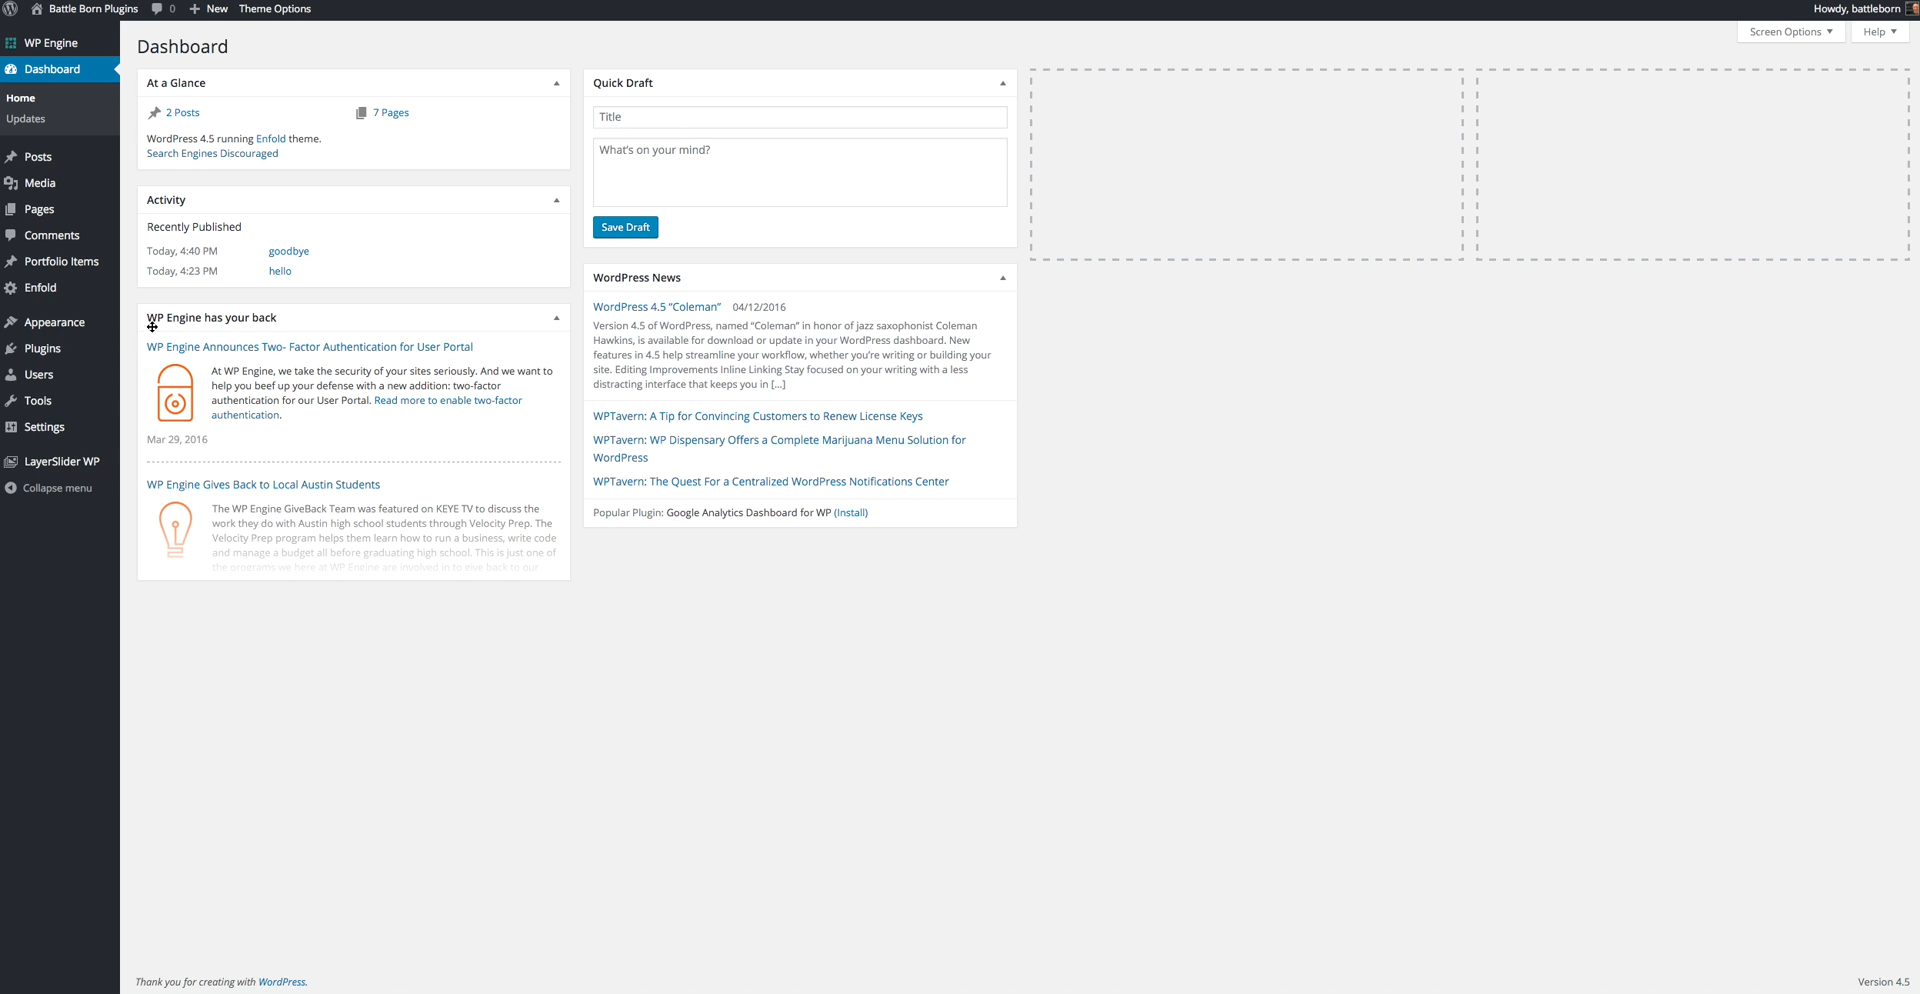 Battle Born Plugins 0 New Theme Options Howdy, battleborn
WP Engine
Dashboard
Home
Updates
Posts
Media
Pages
Comments
Portfolio Items
Enfold
Appearance
Plugins
Users
Tools
Settings
LayerSlider WP
Collapse menu
Screen Options Help
Dashboard
At a Glance
2 Posts 7 Pages
WordPress 4.5 running Enfold theme.
Search Engines Discouraged
Activity
Recently Published
Today, 4:40 PM goodbye
Today, 4:23 PM hello
WP Engine has your back
WP Engine Announces Two- Factor Authentication for User Portal
At WP Engine, we take the security of your sites seriously. And we want to
help you beef up your defense with a new addition: two-factor
authentication for our User Portal. Read more to enable two-factor
authentication.
Mar 29, 2016
WP Engine Gives Back to Local Austin Students
The WP Engine GiveBack Team was featured on KEYE TV to discuss the
work they do with Austin high school students through Velocity Prep. The
Velocity Prep program helps them learn how to run a business, write code
and manage a budget all before graduating high school. This is just one of
the programs we here at WP Engine are involved in to give back to our
Quick Draft
Title
What's on your mind?
Save Draft
WordPress News
WordPress 4.5 “Coleman” 04/12/2016
Version 4.5 of WordPress, named “Coleman” in honor of jazz saxophonist Coleman
Hawkins, is available for download or update in your WordPress dashboard. New
features in 4.5 help streamline your workflow, whether you’re writing or building your
site. Editing Improvements Inline Linking Stay focused on your writing with a less
distracting interface that keeps you in [...]
WPTavern: A Tip for Convincing Customers to Renew License Keys
WPTavern: WP Dispensary Offers a Complete Marijuana Menu Solution for
WordPress
WPTavern: The Quest For a Centralized WordPress Notifications Center
Popular Plugin: Google Analytics Dashboard for WP (Install)
Thank you for creating with WordPress.
Version 4.5